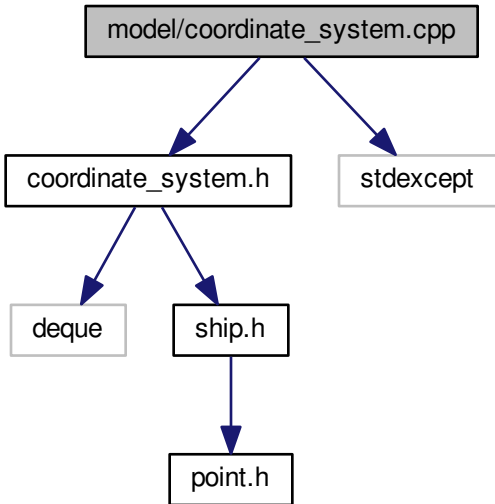 model/coordinate_system.cpp
coordinate_system.h
stdexcept
deque
ship.h
point.h